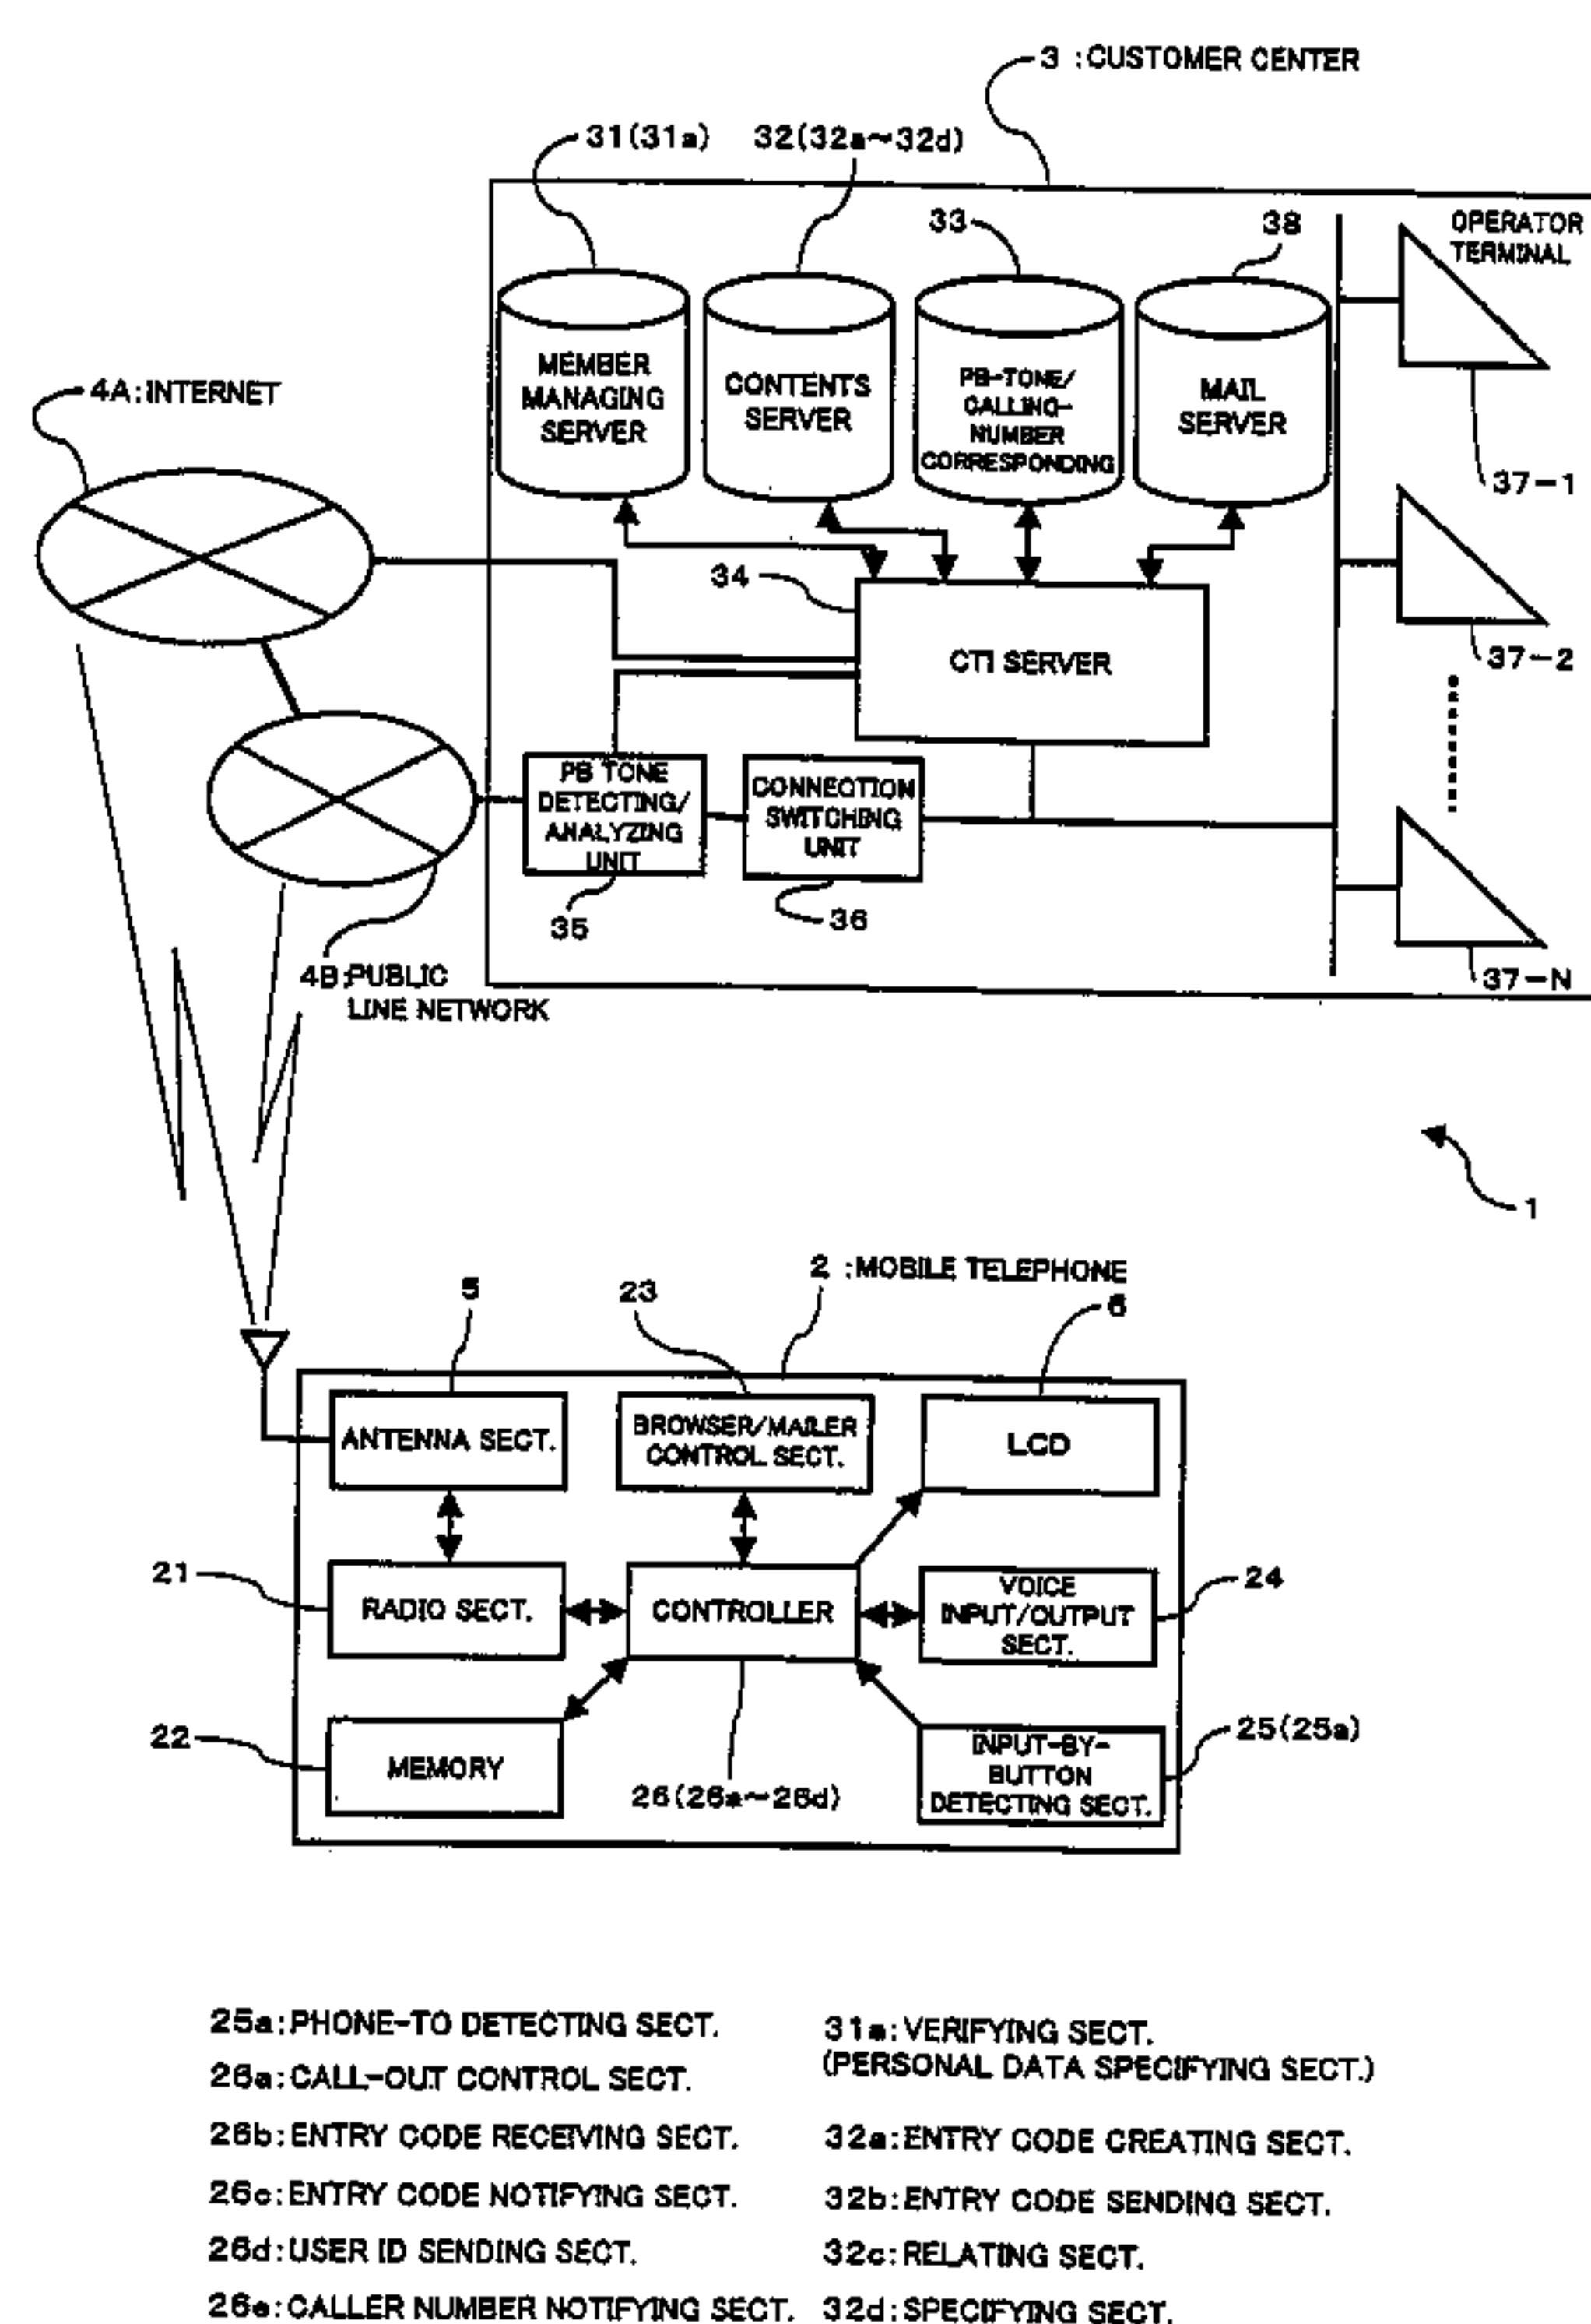 3 :CUSTOMER CENTER
31(31a)
32(32a~32d)
33
38
OPERATOR
TERMINAL
MEMBER
MANAGING
SERVER
CONTENTS
SERVER
PB-TONE/
CALLING-
NUMBER
CORRESPONDING
MAIL
SERVER
4A:INTERNET
37-1
34
CTI SERVER
37-2
PB TONE
DETECTING/
ANALYZING
UNIT
CONNECTION
SWITCHING
UNIT
35
36
4B:PUBLIC
LINE NETWORK
37-N
1
2 :MOBILE TELEPHONE
5
23
6
ANTENNA SECT.
BROWSER/MAILER
CONTROL SECT.
LCD
21
RADIO SECT.
CONTROLLER
VOICE
INPUT/OUTPUT
SECT.
24
22
MEMORY
26(26a~26d)
INPUT-BY-
BUTTON
DETECTING SECT.
25(25a)
25a:PHONE-TO DETECTING SECT.
26a:CALL-OUT CONTROL SECT.
26b:ENTRY CODE RECEIVING SECT.
26c:ENTRY CODE NOTIFYING SECT.
26d:USER ID SENDING SECT.
26e:CALLER NUMBER NOTIFYING SECT.
31a:VERIFYING SECT.
(PERSONAL DATA SPECIFYING SECT.)
32a:ENTRY CODE CREATING SECT.
32b:ENTRY CODE SENDING SECT.
32c:RELATING SECT.
32d:SPECIFYING SECT.